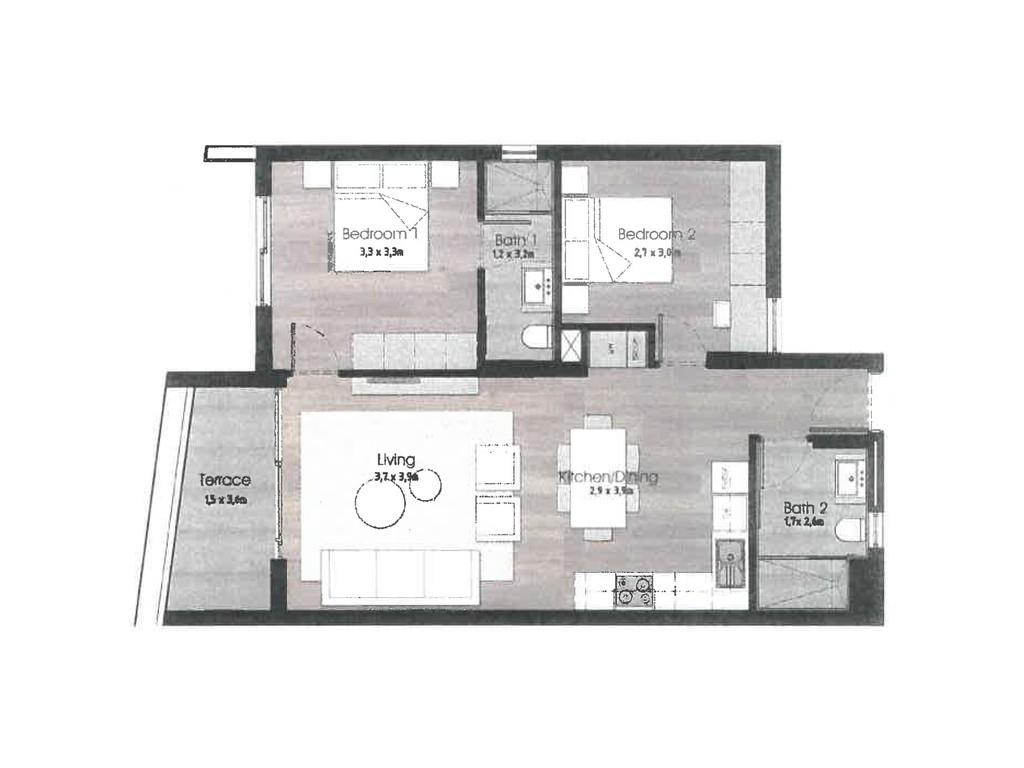 Bedroom 1
3,3 x 3,3m
Bath 1
1,2 x 3,2m
Bedroom 2
2,7 x 3,0m
Living
3,7 x 3,9m
Kitchen/Dining
2,9 x 3,9m
Terrace
1,5 x 3,6m
Bath 2
1,7x 2,6m